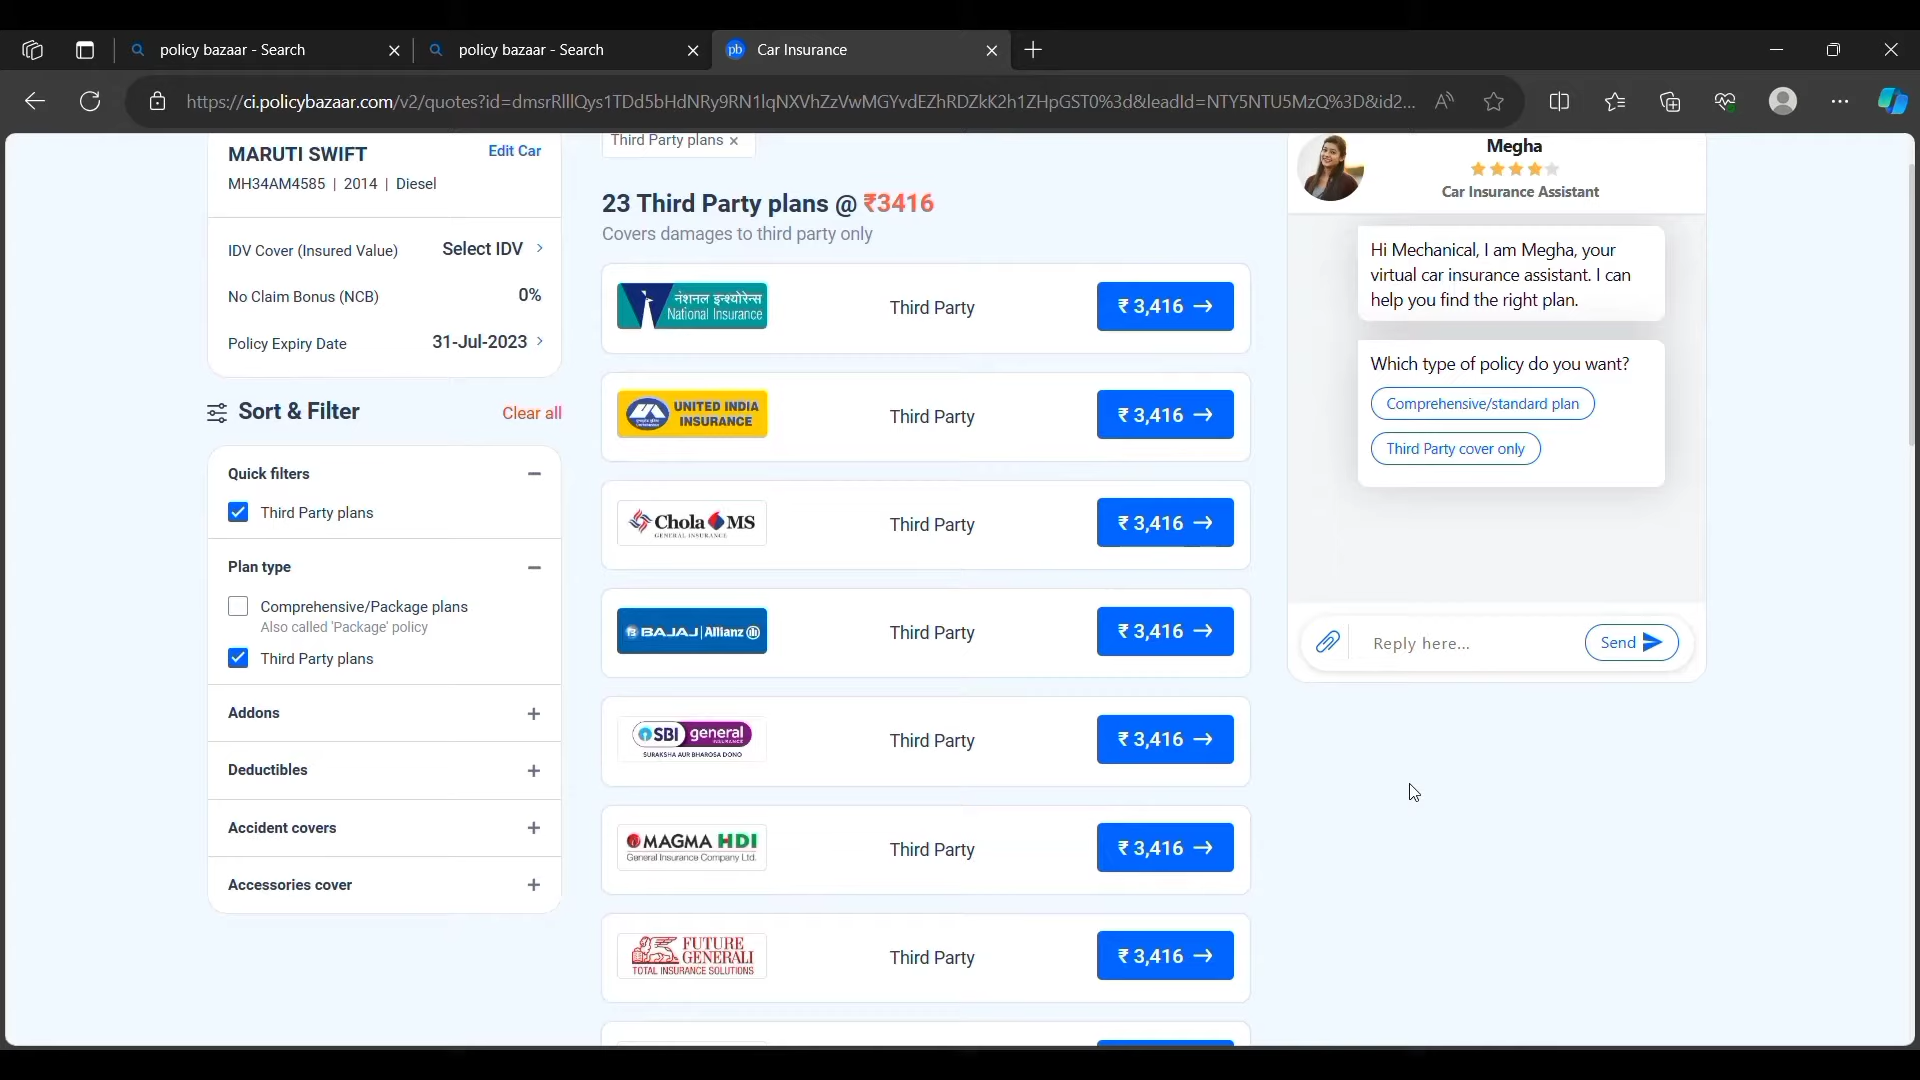 policy bazaar - Search
policy bazaar - Search
pb Car Insurance
https://ci.policybazaar.com/v2/quotes?id=dmsrRlllQys1TDd5bHdNRy9RN1lqNXVhZzVwMGYvdEZhRDZkK2h1ZHpGST0%3d&leadId=NTY5NTU5MzQ%3D&id2...
MARUTI SWIFT
Edit Car
MH34AM4585 | 2014 | Diesel
IDV Cover (Insured Value)
Select IDV
No Claim Bonus (NCB)
0%
Policy Expiry Date
31-Jul-2023
Sort & Filter
Clear all
Quick filters
Third Party plans
Plan type
Comprehensive/Package plans
Also called 'Package' policy
Third Party plans
Addons
Deductibles
Accident covers
Accessories cover
Third Party plans
23 Third Party plans @ ₹3416
Covers damages to third party only
नेशनल इन्श्योरेन्स
National Insurance
Third Party
₹ 3,416
UNITED INDIA
INSURANCE
Third Party
₹ 3,416
Chola MS
GENERAL INSURANCE
Third Party
₹ 3,416
BAJAJ | Allianz
Third Party
₹ 3,416
SBI general
INSURANCE
SURAKSHA AUR BHAROSA DONO
Third Party
₹ 3,416
MAGMA HDI
General Insurance Company Ltd.
Third Party
₹ 3,416
FUTURE
GENERALI
TOTAL INSURANCE SOLUTIONS
Third Party
₹ 3,416
Megha
Car Insurance Assistant
Hi Mechanical, I am Megha, your
virtual car insurance assistant. I can
help you find the right plan.
Which type of policy do you want?
Comprehensive/standard plan
Third Party cover only
Reply here...
Send